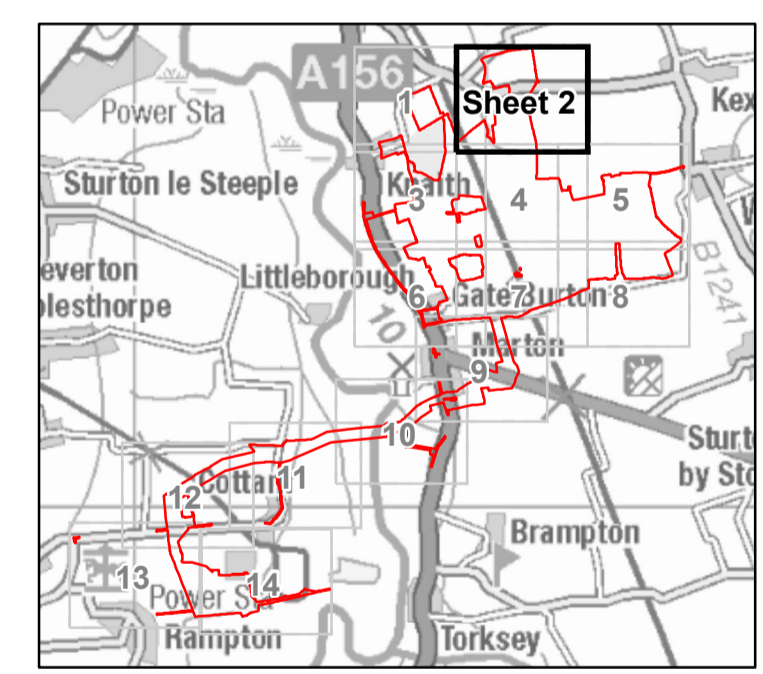 A156
1
Sheet 2
Kex
Power Sta
Sturton le Steeple
Knaith
3
4
5
everton
Littleborough
B1241
olesthorpe
6
Gate Burton
7
8
10
Marton
9
Sturt
10
by Sto
Cottam
11
12
Brampton
13
Power Sta
14
Rampton
Torksey